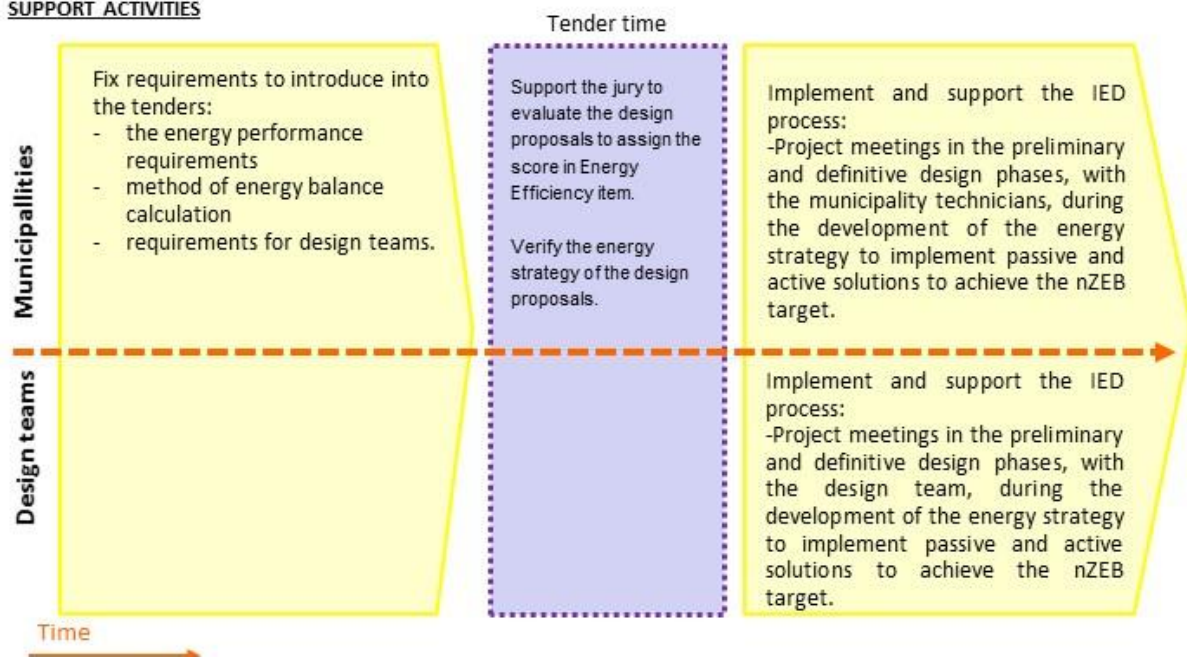 SUPPORT ACTIVITIES
Tender time
Municipallities
Fix requirements to introduce into
the tenders:
- the energy performance
requirements
- method of energy balance
calculation
- requirements for design teams.
Support the jury to
evaluate the design
proposals to assign the
score in Energy
Efficiency item.
Verify the energy
strategy of the design
proposals.
Implement and support the IED
process:
-Project meetings in the preliminary
and definitive design phases, with
the municipality technicians, during
the development of the energy
strategy to implement passive and
active solutions to achieve the nZEB
target.
Design teams
Implement and support the IED
process:
-Project meetings in the preliminary
and definitive design phases, with
the design team, during the
development of the energy strategy
to implement passive and active
solutions to achieve the nZEB
target.
Time